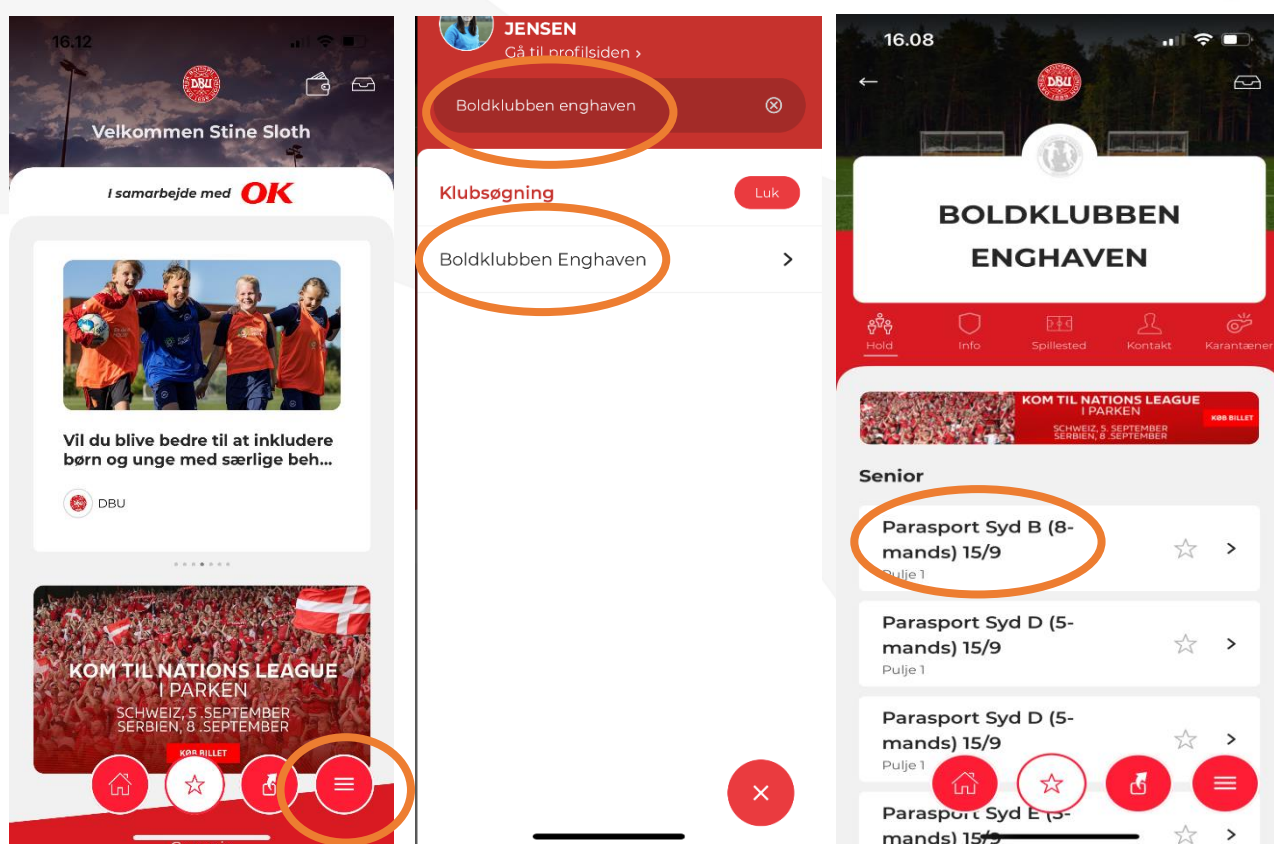 16.12
DBU
Velkommen Stine Sloth
I samarbejde med OK
Vil du blive bedre til at inkludere
børn og unge med særlige beh...
DBU
KOM TIL NATIONS LEAGUE
I PARKEN
SCHWEIZ, 5 .SEPTEMBER
SERBIEN, 8 .SEPTEMBER
KØB BILLET
JENSEN
Gå til profilsiden ›
Boldklubben enghaven
Klubsøgning
Luk
Boldklubben Enghaven
16.08
DBU
BOLDKLUBBEN
ENGHAVEN
Hold Info Spillested Kontakt Karantæner
KOM TIL NATIONS LEAGUE
I PARKEN
SCHWEIZ, 5. SEPTEMBER
SERBIEN, 8 .SEPTEMBER
KØB BILLET
Senior
Parasport Syd B (8-
mands) 15/9
Pulje 1
Parasport Syd D (5-
mands) 15/9
Pulje 1
Parasport Syd D (5-
mands) 15/9
Pulje 1
Parasport Syd E (5-
mands) 15/9